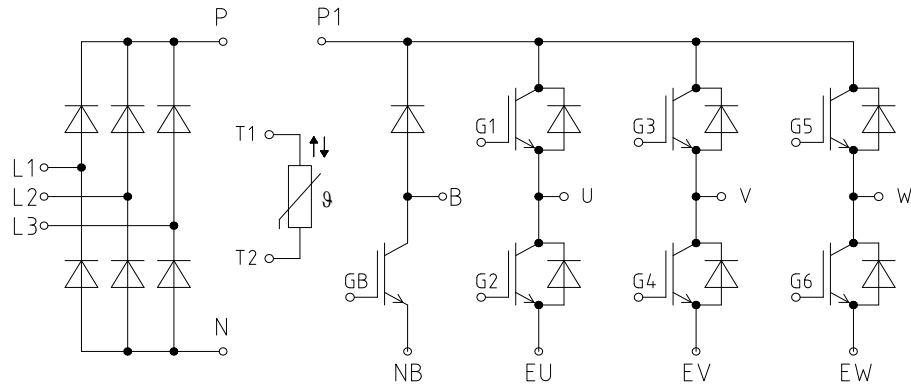 P P1
T1
G1 G3 G5
L1
L2 B U V W
L3 ϑ
T2
GB G2 G4 G6
N
NB EU EV EW